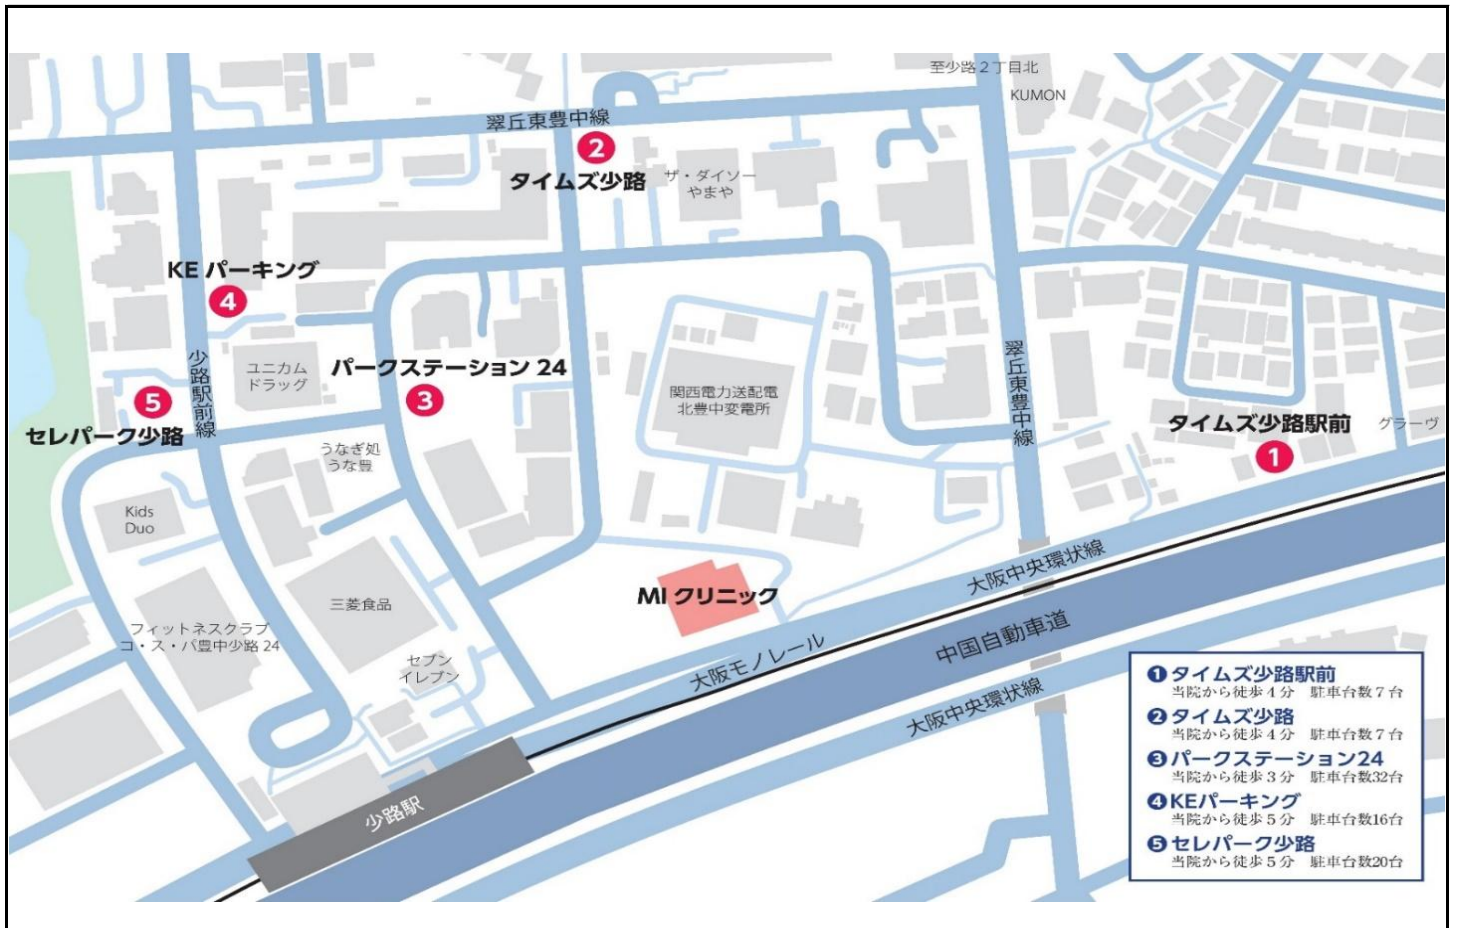 至少路２丁目北
KUMON
翠丘東豊中線
2
タイムズ少路
ザ・ダイソー
やまや
KE パーキング
4
少路駅前線
ユニカム
ドラッグ
パークステーション 24
3
関西電力送配電
北豊中変電所
翠丘東豊中線
5
セレパーク少路
タイムズ少路駅前
1
グラーヴ
うなぎ処
うな豊
Kids
Duo
三菱食品
MI クリニック
大阪中央環状線
フィットネスクラブ
コ・ス・パ豊中少路 24
セブン
イレブン
大阪モノレール
中国自動車道
大阪中央環状線
少路駅
❶タイムズ少路駅前
当院から徒歩４分　駐車台数７台
❷タイムズ少路
当院から徒歩４分　駐車台数７台
❸パークステーション24
当院から徒歩３分　駐車台数32台
❹KEパーキング
当院から徒歩５分　駐車台数16台
❺セレパーク少路
当院から徒歩５分　駐車台数20台